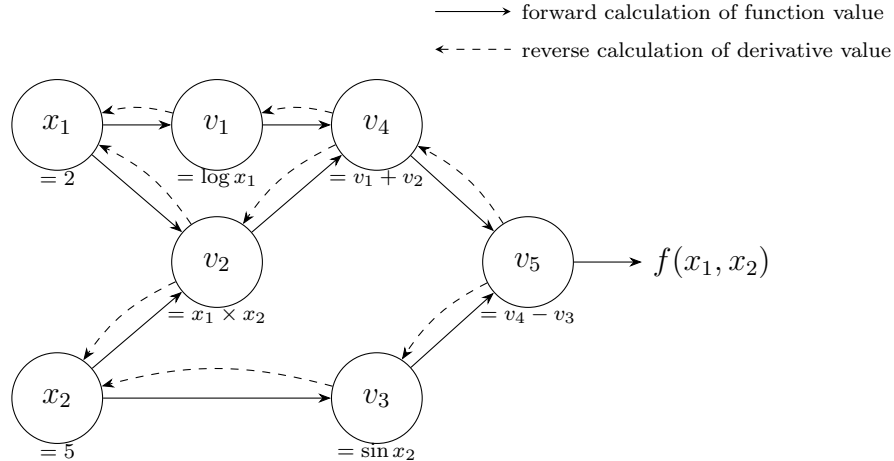 forward calculation of function value
reverse calculation of derivative value
x₁
= 2
v₁
= log x₁
v₄
= v₁ + v₂
v₂
= x₁ × x₂
v₅
= v₄ − v₃
f(x₁, x₂)
x₂
= 5
v₃
= sin x₂